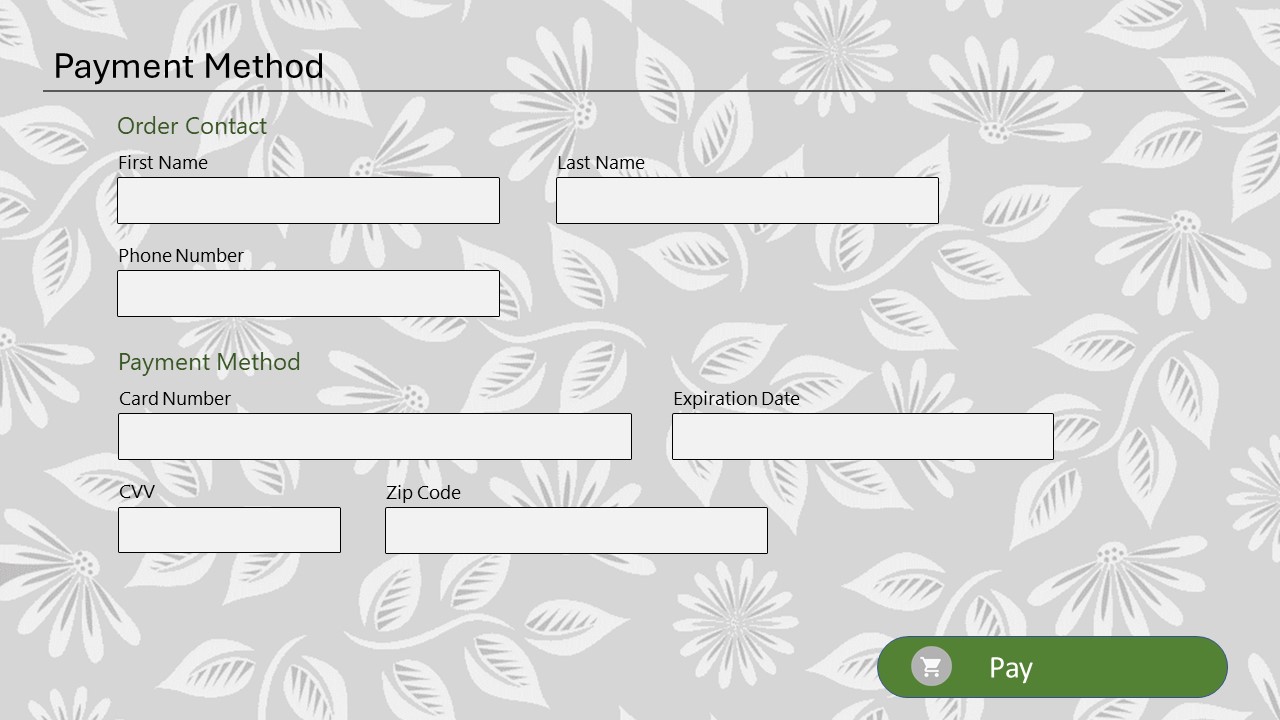 Payment Method
Order Contact
First Name
Last Name
Phone Number
Payment Method
Card Number
Expiration Date
CVV
Zip Code
Pay